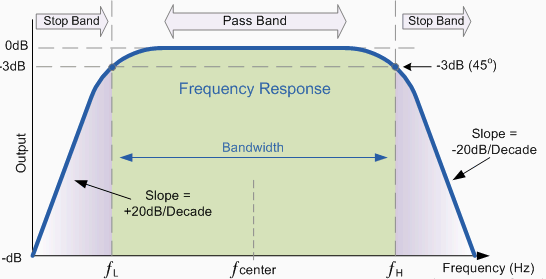 Stop Band
Pass Band
Stop Band
0dB
-3dB
-3dB (45°)
Frequency Response
Slope =
-20dB/Decade
Output
Bandwidth
Slope =
+20dB/Decade
-dB
fL
fcenter
fH
Frequency (Hz)